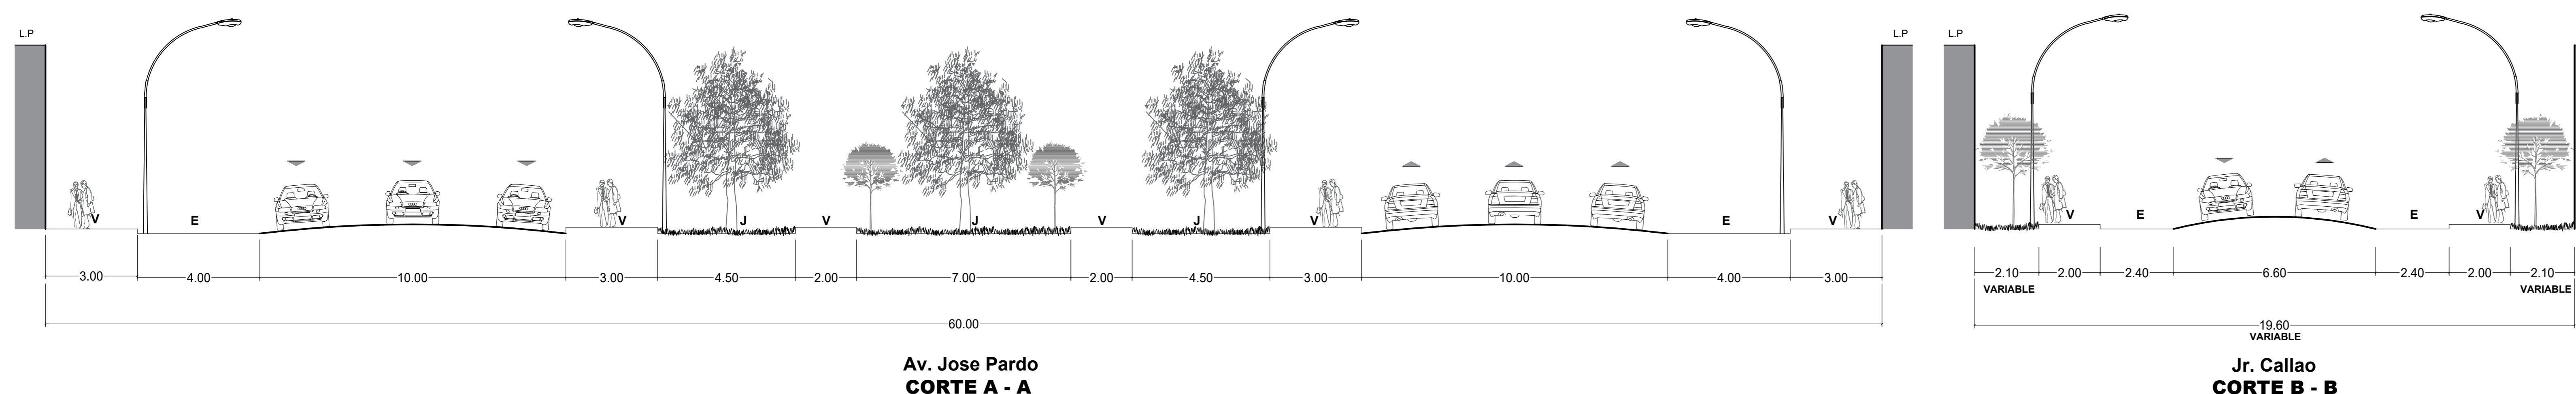 L.P
L.P
L.P
V
E
V
J
V
J
V
J
V
E
V
V
E
E
V
3.00
4.00
10.00
3.00
4.50
2.00
7.00
2.00
4.50
3.00
10.00
4.00
3.00
2.10
2.00
2.40
6.60
2.40
2.00
2.10
VARIABLE
VARIABLE
60.00
19.60
VARIABLE
Av. Jose Pardo
CORTE A - A
Jr. Callao
CORTE B - B